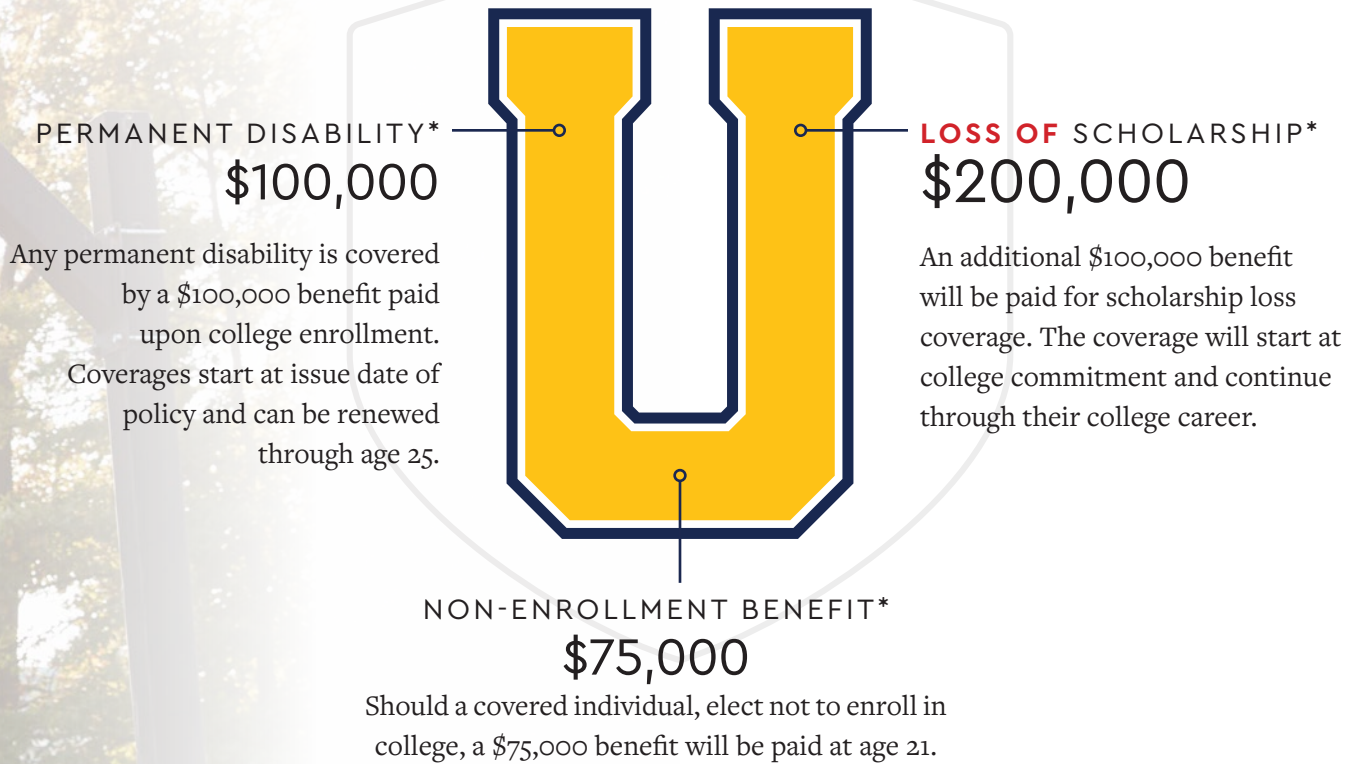 U
PERMANENT DISABILITY*
$100,000
Any permanent disability is covered
by a $100,000 benefit paid
upon college enrollment.
Coverages start at issue date of
policy and can be renewed
through age 25.
LOSS OF SCHOLARSHIP*
$200,000
An additional $100,000 benefit
will be paid for scholarship loss
coverage. The coverage will start at
college commitment and continue
through their college career.
NON-ENROLLMENT BENEFIT*
$75,000
Should a covered individual, elect not to enroll in
college, a $75,000 benefit will be paid at age 21.